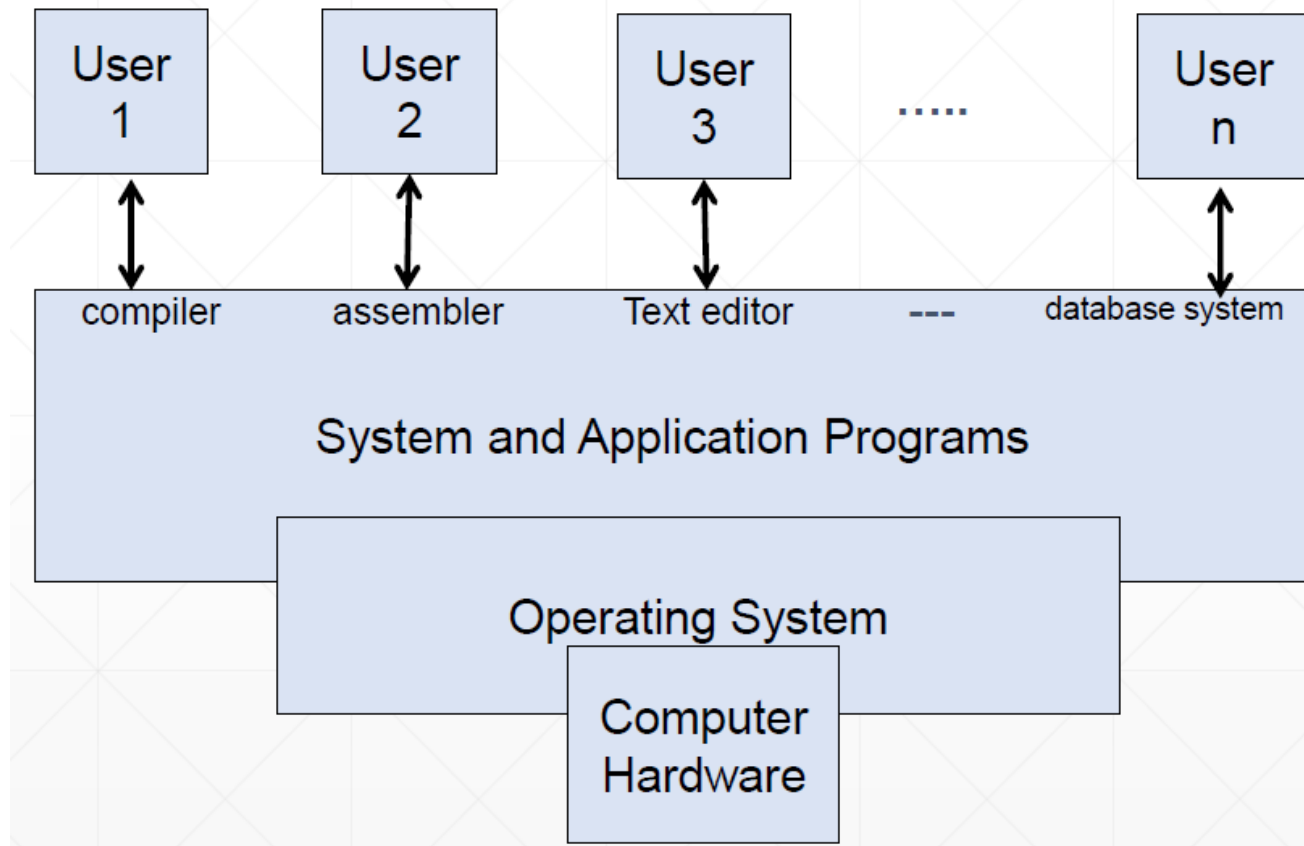 User
1
User
2
User
3
.....
User
n
compiler
assembler
Text editor
---
database system
System and Application Programs
Operating System
Computer
Hardware